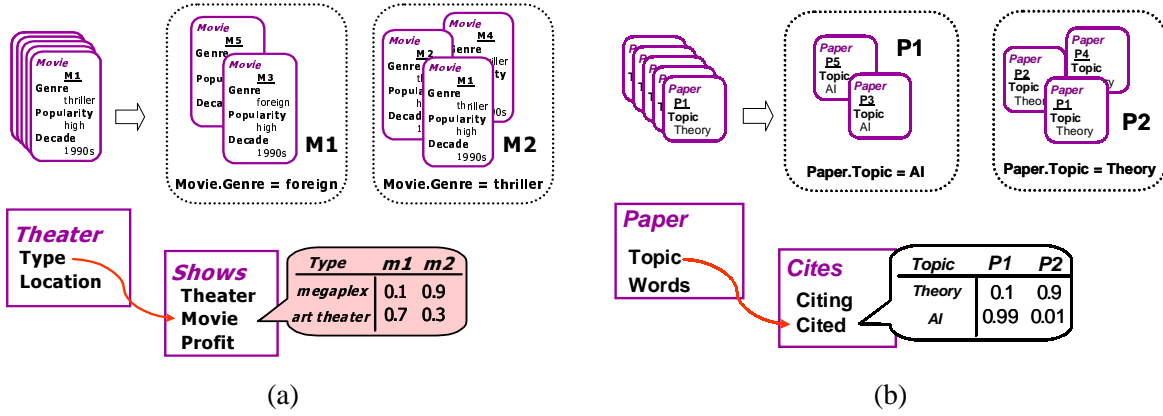 Movie
M1
Genre
thriller
Popularity
high
Decade
1990s
Movie
M5
Genre
Popu
Decad
Movie
M3
Genre
foreign
Popularity
high
Decade
1990s
M1
Movie.Genre = foreign
Movie
M2
Genre
Movie
M4
Genre
thriller
Movie
M1
Genre
thriller
Popularity
high
Decade
1990s
M2
Movie.Genre = thriller
Theater
Type
Location
Shows
Theater
Movie
Profit
Type m1 m2
megaplex 0.1 0.9
art theater 0.7 0.3
(a)
Paper
P1
Topic
Theory
Paper
P5
Topic
AI
Paper
P3
Topic
AI
P1
Paper.Topic = AI
Paper
P2
Topic
Theor
Paper
P4
Topic
Paper
P1
Topic
Theory
P2
Paper.Topic = Theory
Paper
Topic
Words
Cites
Citing
Cited
Topic P1 P2
Theory 0.1 0.9
AI 0.99 0.01
(b)